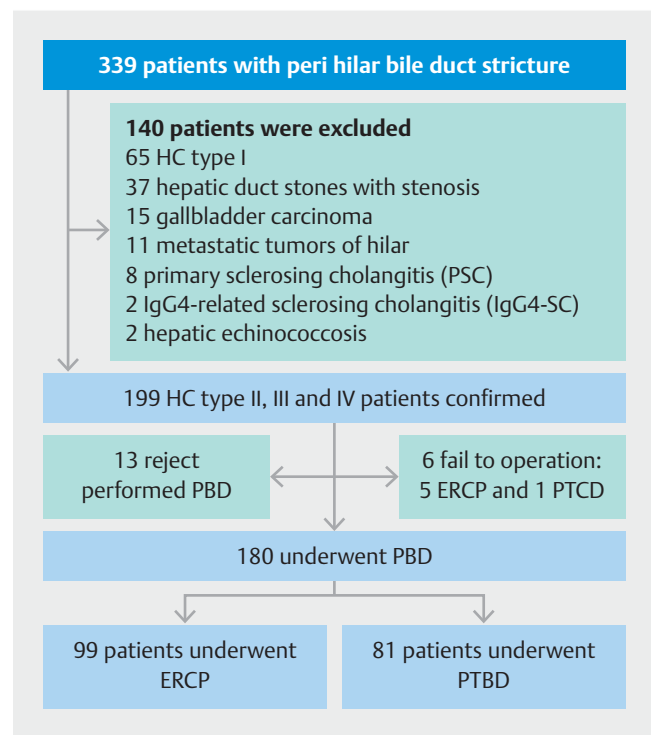 339 patients with peri hilar bile duct stricture
140 patients were excluded
65 HC type I
37 hepatic duct stones with stenosis
15 gallbladder carcinoma
11 metastatic tumors of hilar
8 primary sclerosing cholangitis (PSC)
2 IgG4-related sclerosing cholangitis (IgG4-SC)
2 hepatic echinococcosis
199 HC type II, III and IV patients confirmed
13 reject
performed PBD
6 fail to operation:
5 ERCP and 1 PTCD
180 underwent PBD
99 patients underwent
ERCP
81 patients underwent
PTBD